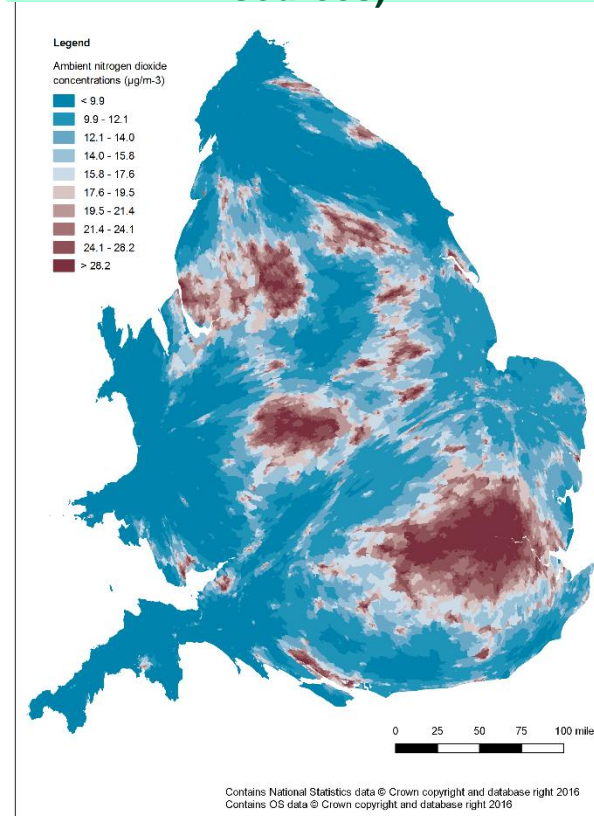 Legend
Ambient nitrogen dioxide
concentrations (µg/m-3)
< 9.9
9.9 - 12.1
12.1 - 14.0
14.0 - 15.8
15.8 - 17.6
17.6 - 19.5
19.5 - 21.4
21.4 - 24.1
24.1 - 28.2
> 28.2
0 25 50 75 100 mile
Contains National Statistics data © Crown copyright and database right 2016
Contains OS data © Crown copyright and database right 2016